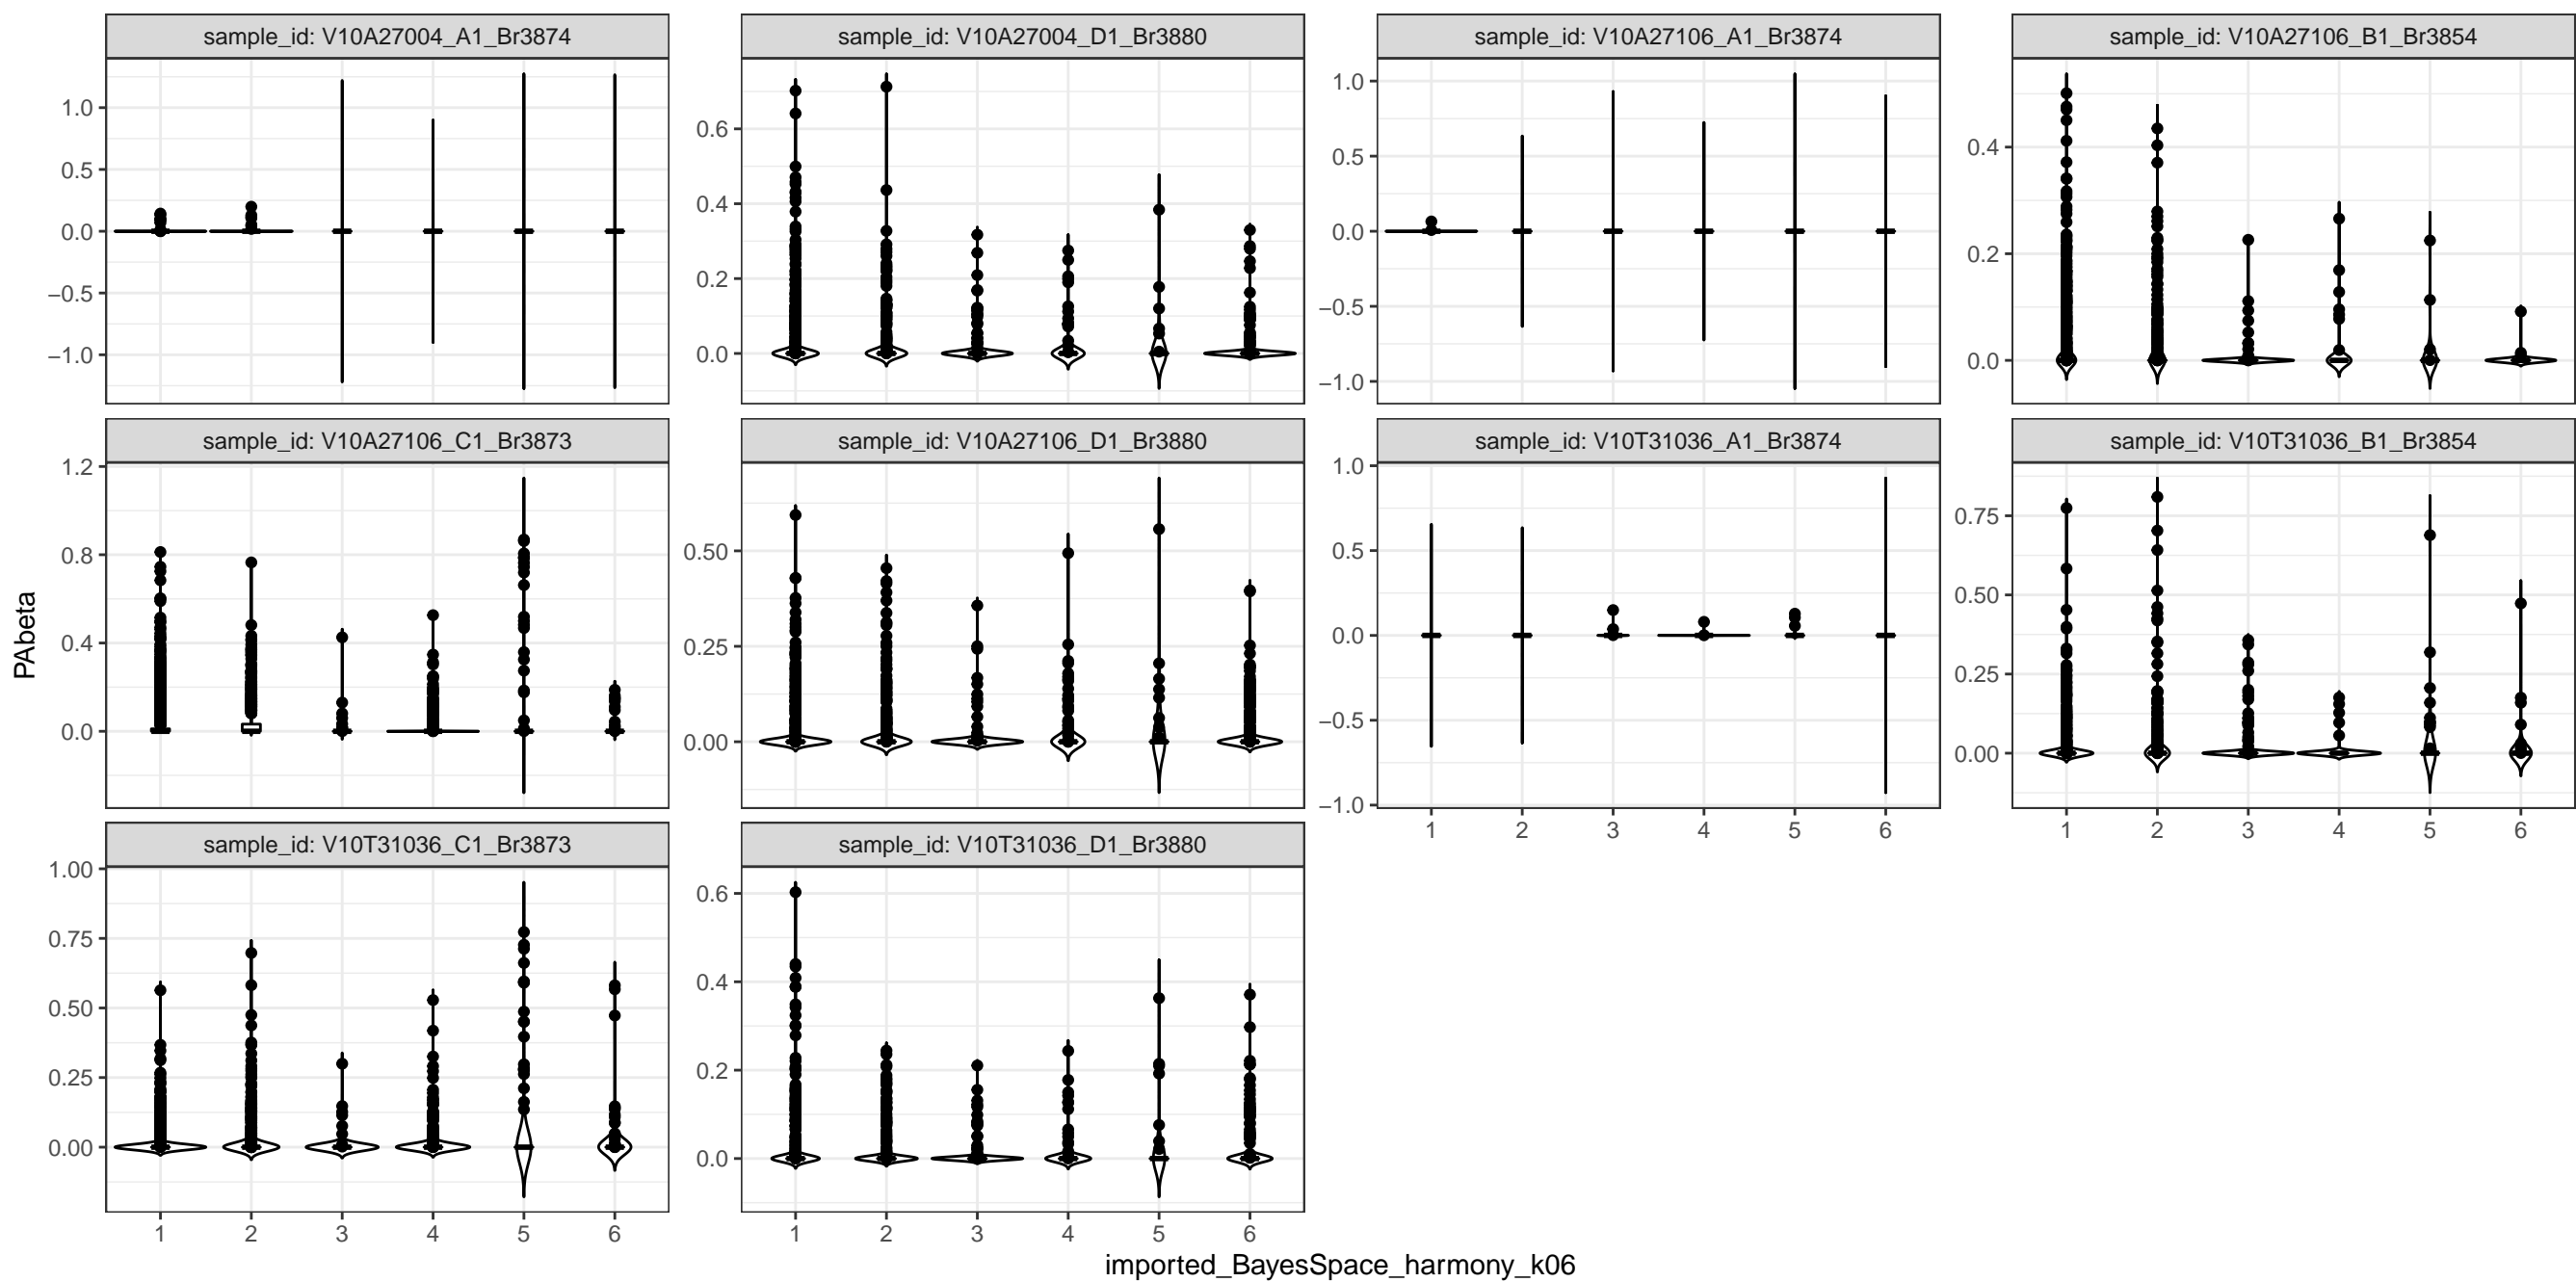 sample_id: V10A27004_A1_Br3874
sample_id: V10A27004_D1_Br3880
sample_id: V10A27106_A1_Br3874
sample_id: V10A27106_B1_Br3854
1.0
0.5
0.0
−0.5
−1.0
0.6
0.4
0.2
0.0
1.0
0.5
0.0
−0.5
−1.0
0.4
0.2
0.0
sample_id: V10A27106_C1_Br3873
sample_id: V10A27106_D1_Br3880
sample_id: V10T31036_A1_Br3874
sample_id: V10T31036_B1_Br3854
1.2
0.8
0.4
0.0
0.50
0.25
0.00
1.0
0.5
0.0
−0.5
−1.0
0.75
0.50
0.25
0.00
1 2 3 4 5 6
1 2 3 4 5 6
sample_id: V10T31036_C1_Br3873
sample_id: V10T31036_D1_Br3880
1.00
0.75
0.50
0.25
0.00
0.6
0.4
0.2
0.0
1 2 3 4 5 6
1 2 3 4 5 6
PAbeta
imported_BayesSpace_harmony_k06